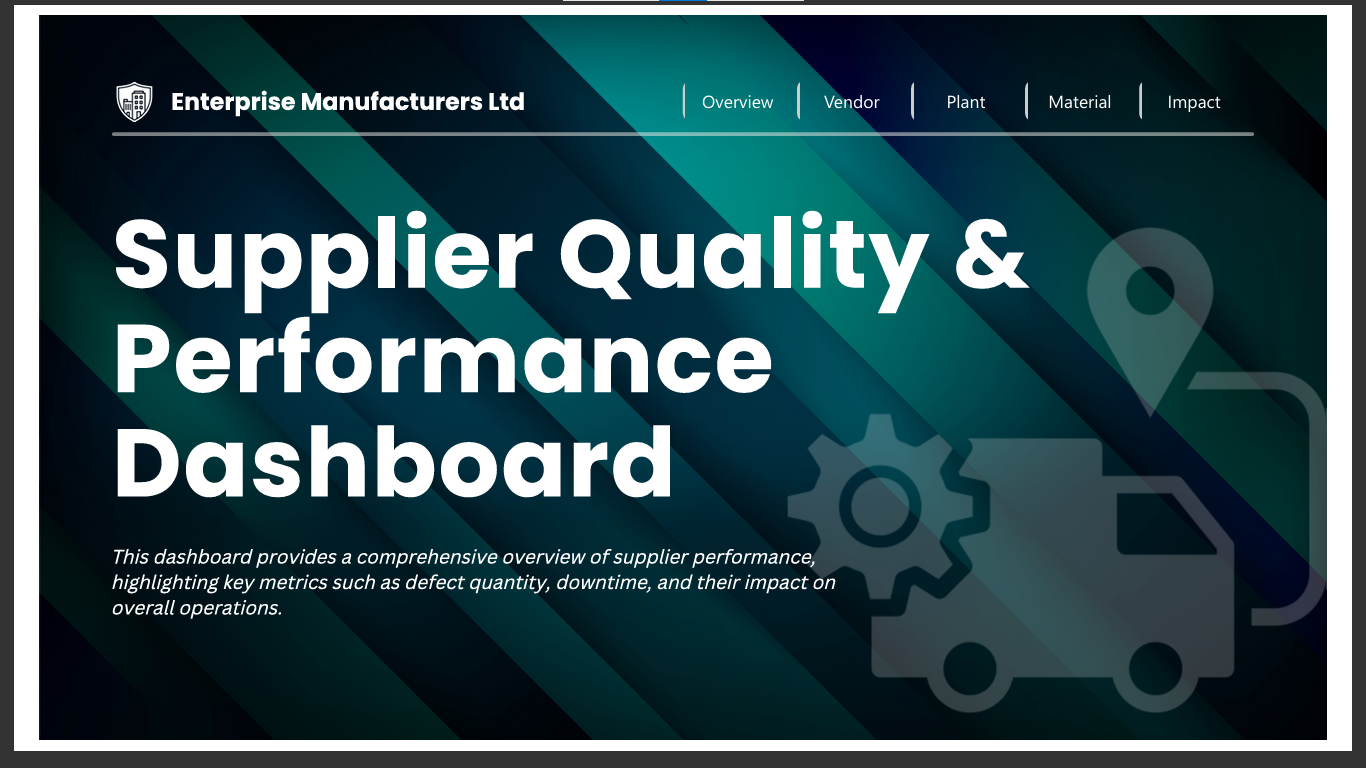 Enterprise Manufacturers Ltd
Overview
Vendor
Plant
Material
Impact
Supplier Quality &
Performance
Dashboard
This dashboard provides a comprehensive overview of supplier performance,
highlighting key metrics such as defect quantity, downtime, and their impact on
overall operations.